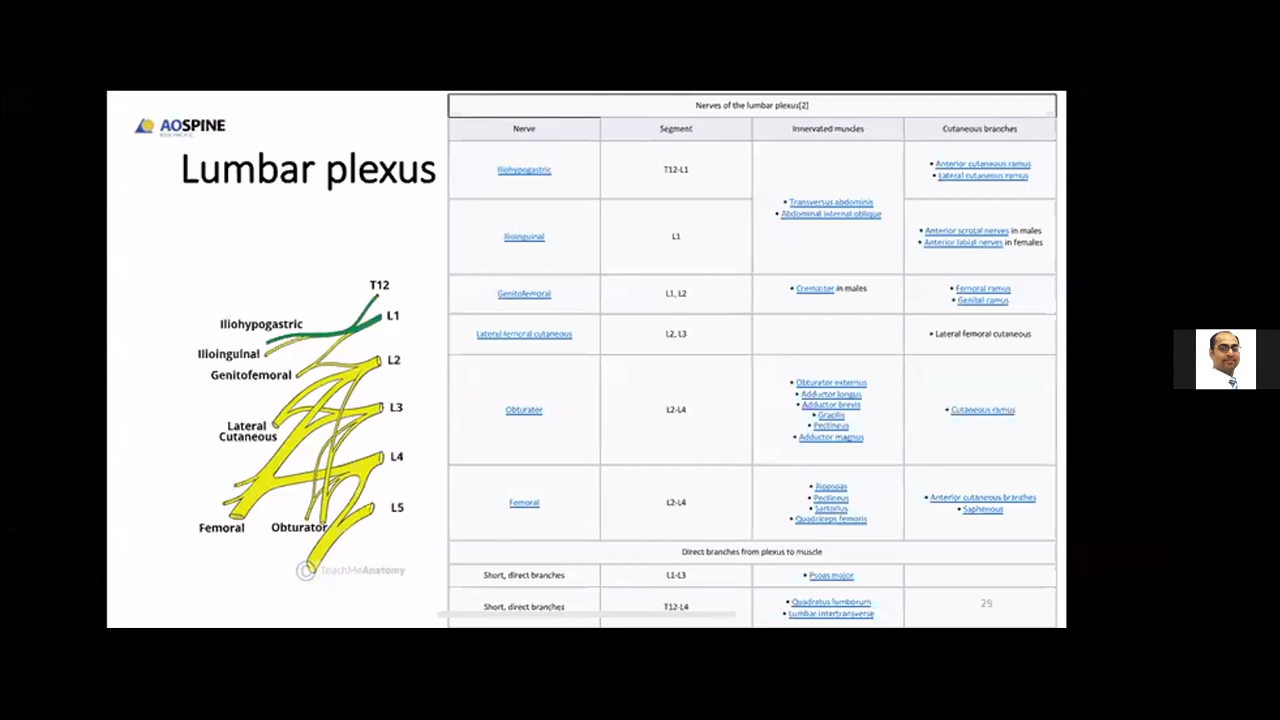 AOSPINE
ASIA PACIFIC
Lumbar plexus
T12
L1
Iliohypogastric
Ilioinguinal
L2
Genitofemoral
L3
Lateral
Cutaneous
L4
L5
Femoral
Obturator
TeachMeAnatomy
Nerves of the lumbar plexus[2]
Nerve Segment Innervated muscles Cutaneous branches
Iliohypogastric T12-L1
• Anterior cutaneous ramus
• Lateral cutaneous ramus
• Transversus abdominis
• Abdominal internal oblique
Ilioinguinal L1
• Anterior scrotal nerves in males
• Anterior labial nerves in females
Genitofemoral L1, L2
• Cremaster in males
• Femoral ramus
• Genital ramus
Lateral femoral cutaneous L2, L3
• Lateral femoral cutaneous
Obturator L2-L4
• Obturator externus
• Adductor longus
• Adductor brevis
• Gracilis
• Pectineus
• Adductor magnus
• Cutaneous ramus
Femoral L2-L4
• Iliopsoas
• Pectineus
• Sartorius
• Quadriceps femoris
• Anterior cutaneous branches
• Saphenous
Direct branches from plexus to muscle
Short, direct branches L1-L3
• Psoas major
Short, direct branches T12-L4
• Quadratus lumborum
• Lumbar intertransverse
29